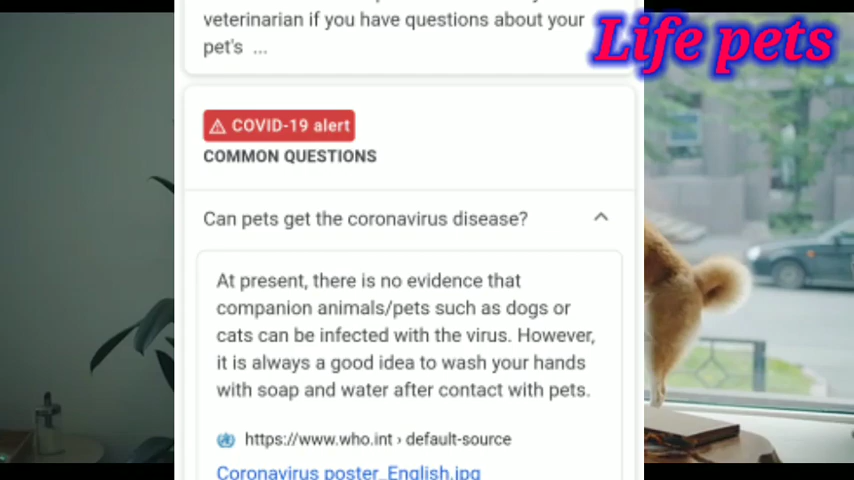 veterinarian if you have questions about your
pet's ...
Life pets
COVID-19 alert
COMMON QUESTIONS
Can pets get the coronavirus disease?
At present, there is no evidence that
companion animals/pets such as dogs or
cats can be infected with the virus. However,
it is always a good idea to wash your hands
with soap and water after contact with pets.
https://www.who.int › default-source
Coronavirus poster_English.jpg